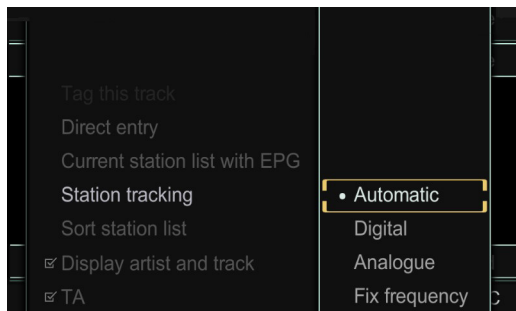 Tag this track
Direct entry
Current station list with EPG
Station tracking
Sort station list
Display artist and track
TA
Automatic
Digital
Analogue
Fix frequency